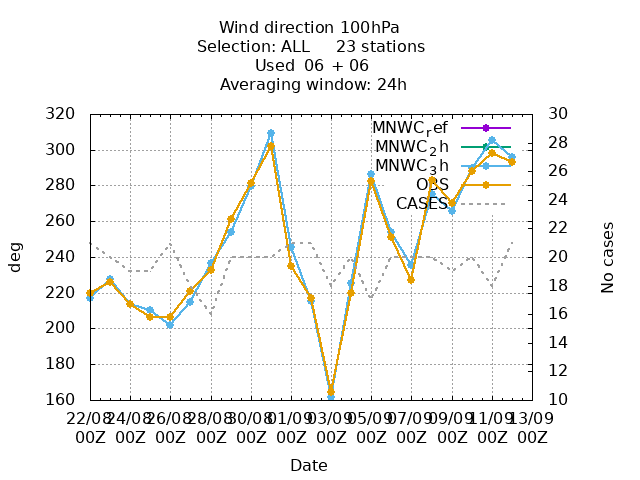 Wind direction 100hPa
Selection: ALL 23 stations
Used 06 + 06
Averaging window: 24h
320 30
300 28
280 26
260 24
240 22
220 20
200 18
180 16
160 14
12
10
deg
No cases
MNWC_ref
MNWC_2h
MNWC_3h
OBS
CASES
22/08 24/08 26/08 28/08 30/08 01/09 03/09 05/09 07/09 09/09 11/09 13/09
00Z 00Z 00Z 00Z 00Z 00Z 00Z 00Z 00Z 00Z 00Z 00Z
Date